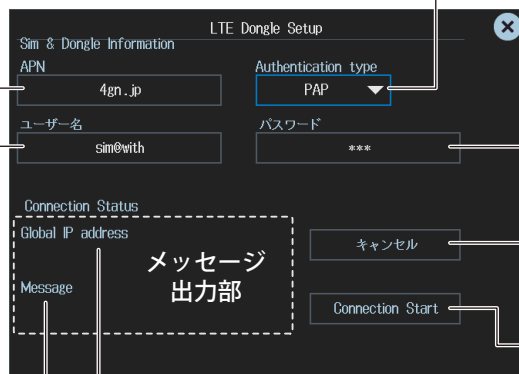 LTE Dongle Setup
Sim & Dongle Information
APN
Authentication type
4gn.jp
PAP
ユーザー名
パスワード
sim@with
***
Connection Status
Global IP address
メッセージ
出力部
キャンセル
Message
Connection Start